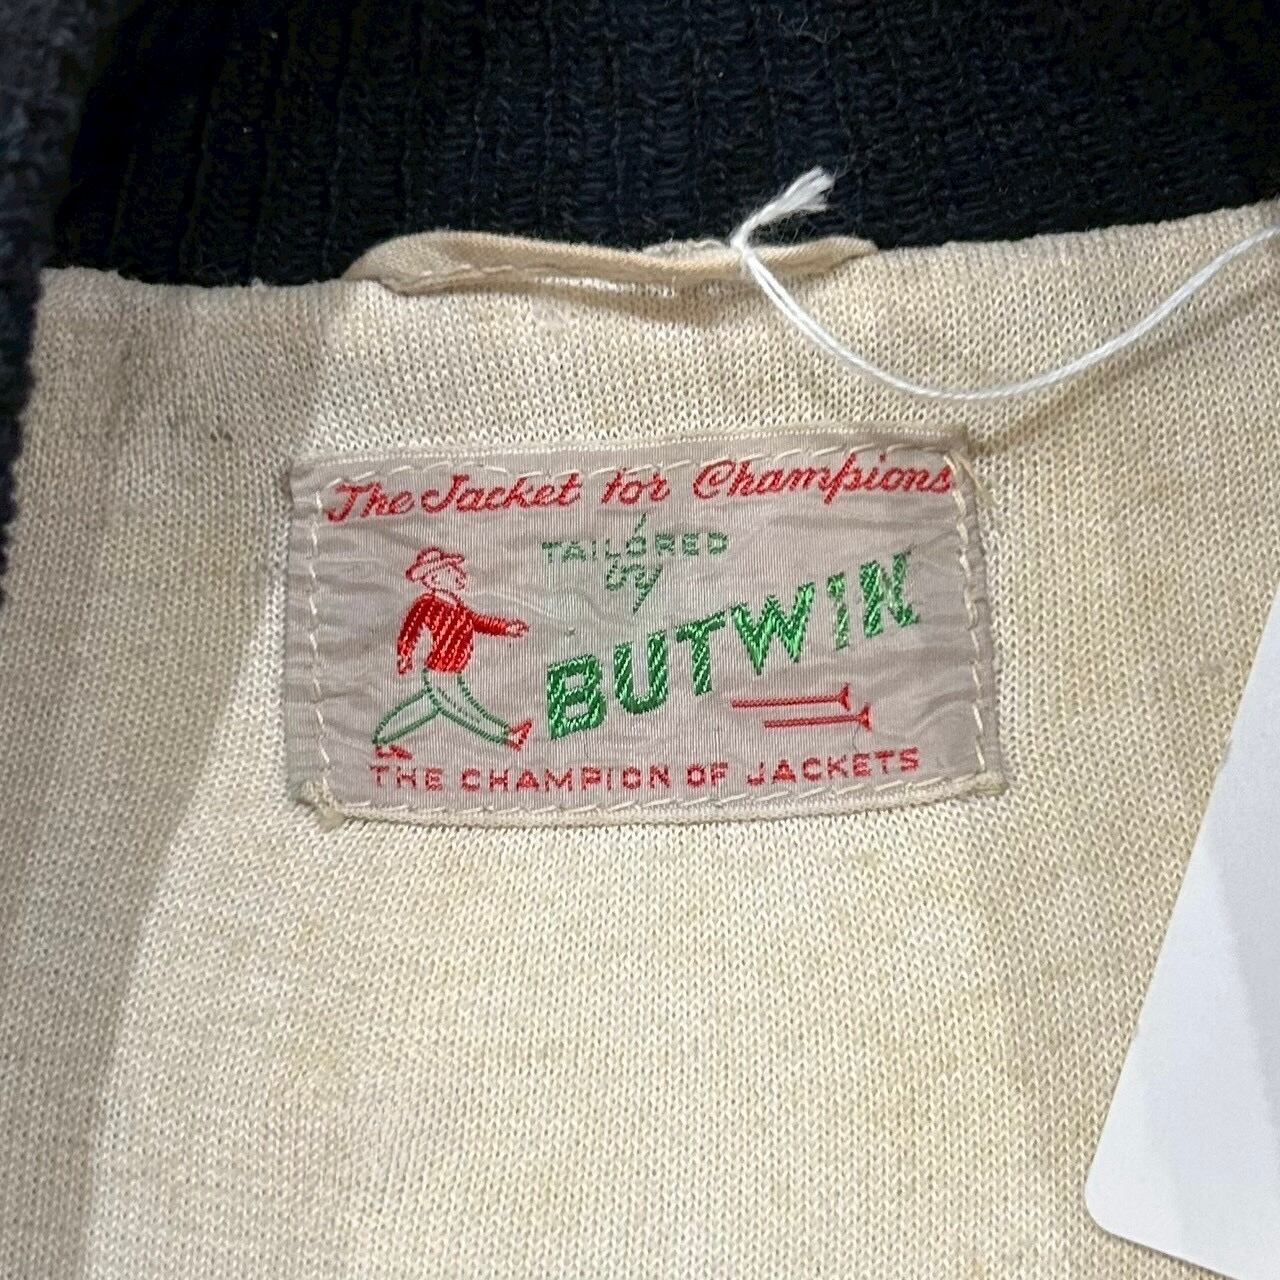 The Jacket for Champions
TAILORED
by
BUTWIN
THE CHAMPION OF JACKETS